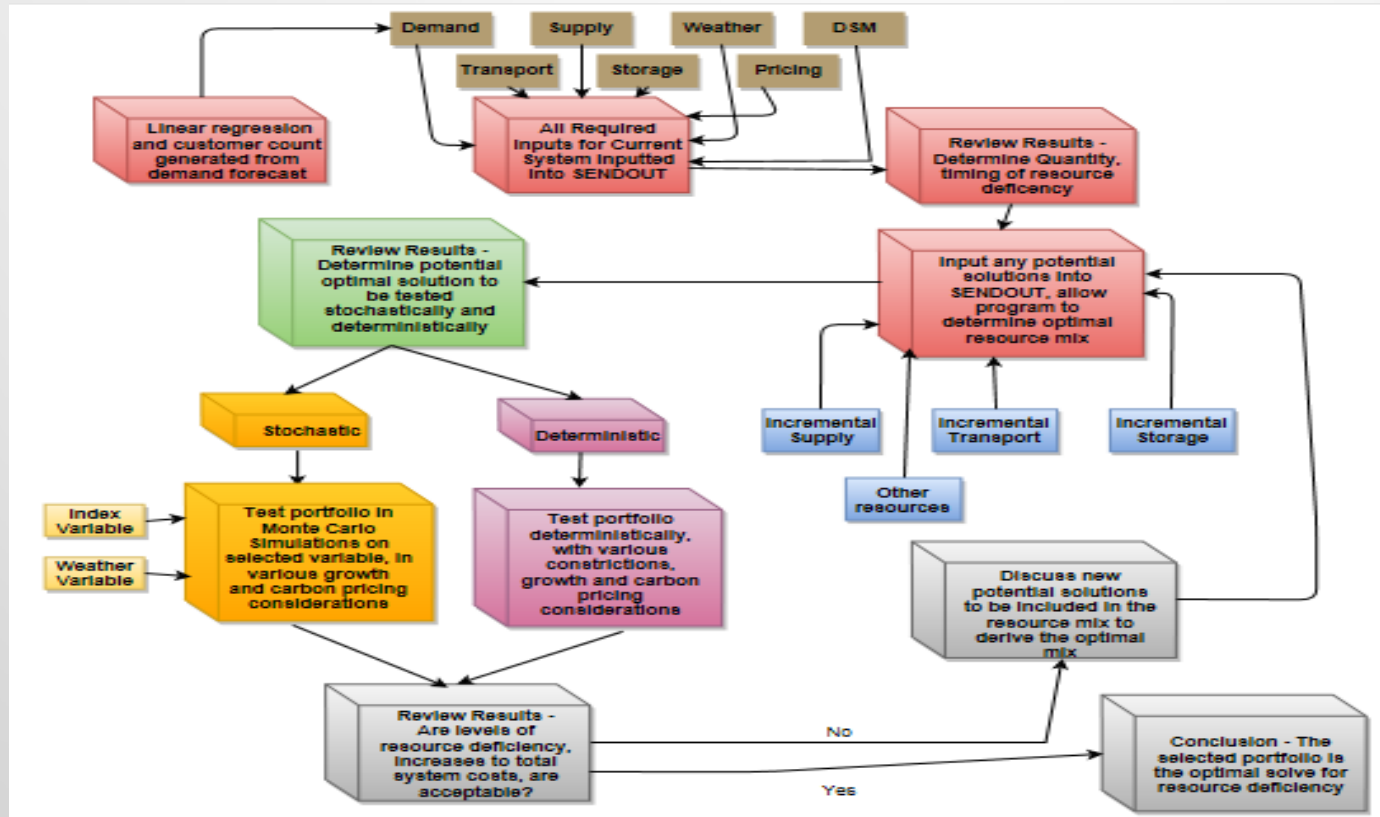 Demand
Supply
Weather
DSM
Transport
Storage
Pricing
Linear regression
and customer count
generated from
demand forecast
All Required
Inputs for Current
System Inputted
into SENDOUT
Review Results -
Determine Quantity,
timing of resource
deficency
Review Results -
Determine potential
optimal solution to
be tested
stochastically and
deterministically
Input any potential
solutions into
SENDOUT, allow
program to
determine optimal
resource mix
Stochastic
Deterministic
Incremental
Supply
Incremental
Transport
Incremental
Storage
Other
resources
Index
Variable
Weather
Variable
Test portfolio in
Monte Carlo
Simulations on
selected variable, in
various growth
and carbon pricing
considerations
Test portfolio
deterministically,
with various
constrictions,
growth and carbon
pricing
considerations
Discuss new
potential solutions
to be included in the
resource mix to
derive the optimal
mix
Review Results -
Are levels of
resource deficiency,
increases to total
system costs, are
acceptable?
No
Yes
Conclusion - The
selected portfolio is
the optimal solve for
resource deficiency